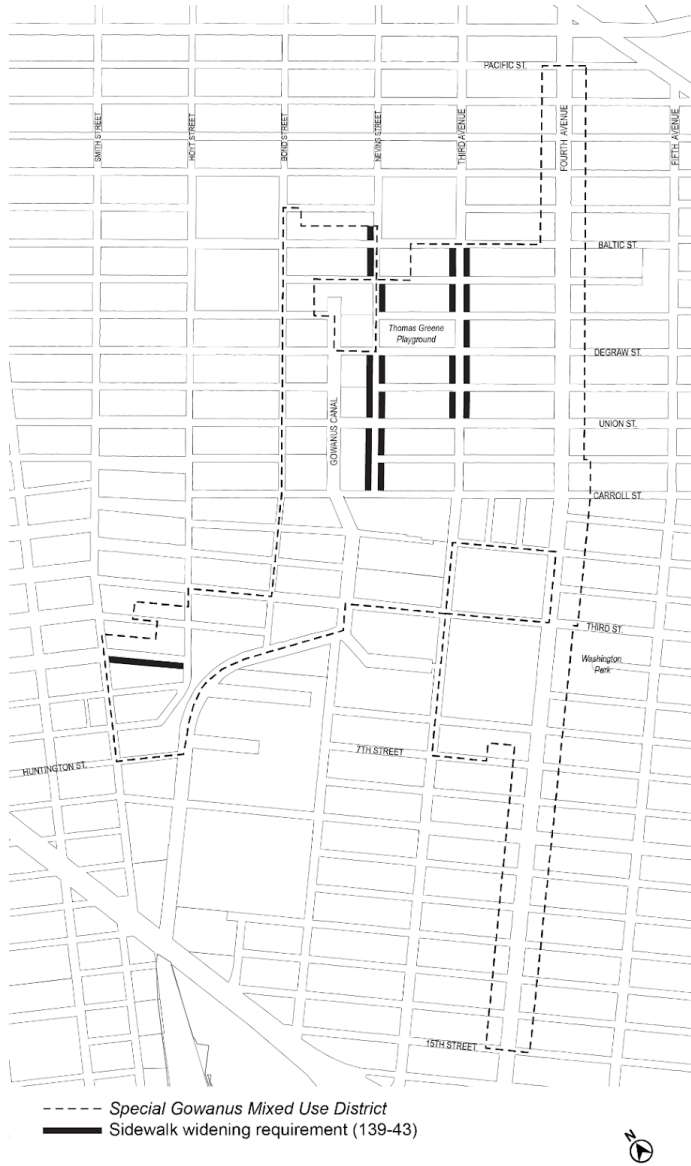 PACIFIC ST.
SMITH STREET
HOYT STREET
BOND STREET
NEVINS STREET
THIRD AVENUE
FOURTH AVENUE
FIFTH AVENUE
BALTIC ST.
Thomas Greene
Playground
DEGRAW ST.
GOWANUS CANAL
UNION ST.
CARROLL ST.
THIRD ST.
Washington
Park
7TH STREET
HUNTINGTON ST.
15TH STREET
Special Gowanus Mixed Use District
Sidewalk widening requirement (139-43)
N